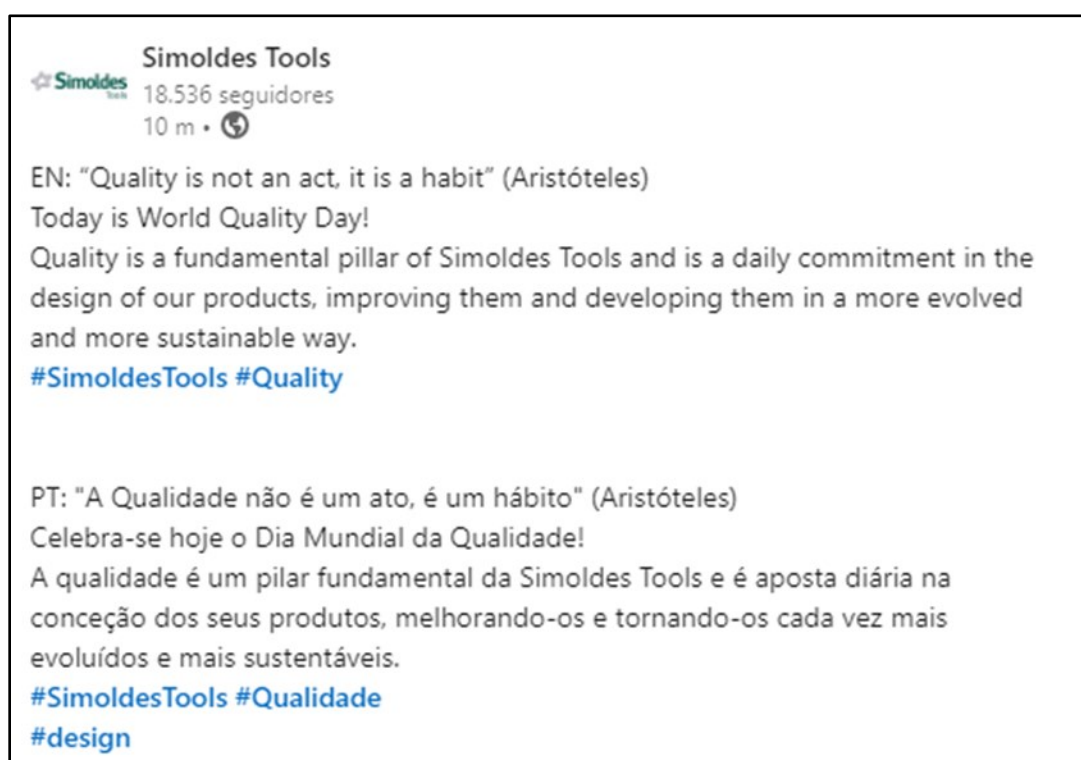 Simoldes Tools
Simoldes
Tools
18.536 seguidores
10 m •
EN: “Quality is not an act, it is a habit” (Aristóteles)
Today is World Quality Day!
Quality is a fundamental pillar of Simoldes Tools and is a daily commitment in the
design of our products, improving them and developing them in a more evolved
and more sustainable way.
#SimoldesTools #Quality
PT: "A Qualidade não é um ato, é um hábito" (Aristóteles)
Celebra-se hoje o Dia Mundial da Qualidade!
A qualidade é um pilar fundamental da Simoldes Tools e é aposta diária na
conceção dos seus produtos, melhorando-os e tornando-os cada vez mais
evoluídos e mais sustentáveis.
#SimoldesTools #Qualidade
#design